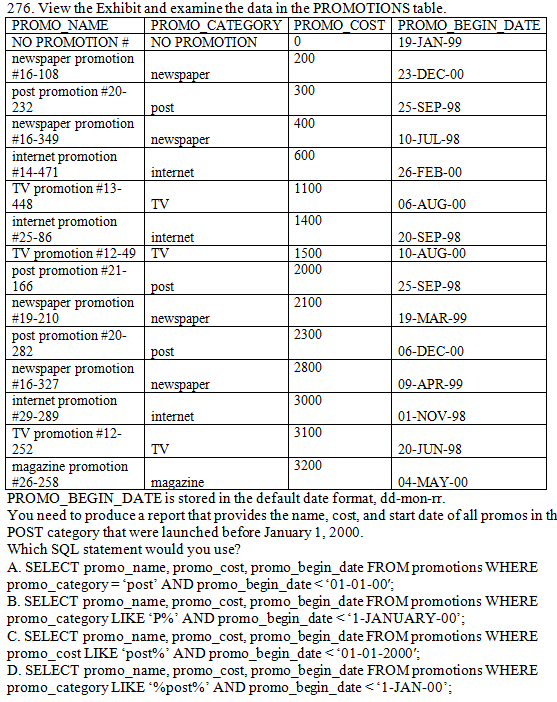 276. View the Exhibit and examine the data in the PROMOTIONS table.
PROMO_NAME PROMO_CATEGORY PROMO_COST PROMO_BEGIN_DATE
NO PROMOTION # NO PROMOTION 0 19-JAN-99
newspaper promotion 200
#16-108 newspaper 23-DEC-00
post promotion #20- 300
232 post 25-SEP-98
newspaper promotion 400
#16-349 newspaper 10-JUL-98
internet promotion 600
#14-471 internet 26-FEB-00
TV promotion #13- 1100
448 TV 06-AUG-00
internet promotion 1400
#25-86 internet 20-SEP-98
TV promotion #12-49 TV 1500 10-AUG-00
post promotion #21- 2000
166 post 25-SEP-98
newspaper promotion 2100
#19-210 newspaper 19-MAR-99
post promotion #20- 2300
282 post 06-DEC-00
newspaper promotion 2800
#16-327 newspaper 09-APR-99
internet promotion 3000
#29-289 internet 01-NOV-98
TV promotion #12- 3100
252 TV 20-JUN-98
magazine promotion 3200
#26-258 magazine 04-MAY-00
PROMO_BEGIN_DATE is stored in the default date format, dd-mon-rr.
You need to produce a report that provides the name, cost, and start date of all promos in th
POST category that were launched before January 1, 2000.
Which SQL statement would you use?
A. SELECT promo_name, promo_cost, promo_begin_date FROM promotions WHERE
promo_category = ‘post’ AND promo_begin_date < ‘01-01-00′;
B. SELECT promo_name, promo_cost, promo_begin_date FROM promotions WHERE
promo_category LIKE ‘P%’ AND promo_begin_date < ‘1-JANUARY-00’;
C. SELECT promo_name, promo_cost, promo_begin_date FROM promotions WHERE
promo_cost LIKE ‘post%’ AND promo_begin_date < ‘01-01-2000′;
D. SELECT promo_name, promo_cost, promo_begin_date FROM promotions WHERE
promo_category LIKE ‘%post%’ AND promo_begin_date < ‘1-JAN-00’;